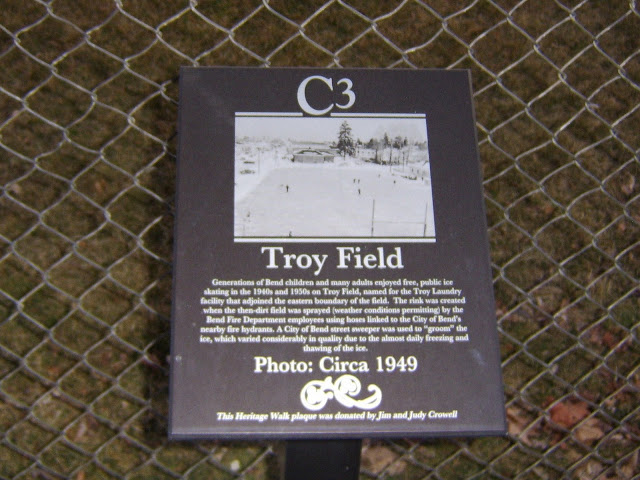 C3
Troy Field
Generations of Bend children and many adults enjoyed free, public ice
skating in the 1940s and 1950s on Troy Field, named for the Troy Laundry
facility that adjoined the eastern boundary of the field. The rink was created
when the then-dirt field was sprayed (weather conditions permitting) by the
Bend Fire Department employees using hoses linked to the City of Bend's
nearby fire hydrants. A City of Bend street sweeper was used to "groom" the
ice, which varied considerably in quality due to the almost daily freezing and
thawing of the ice.
Photo: Circa 1949
This Heritage Walk plaque was donated by Jim and Judy Crowell